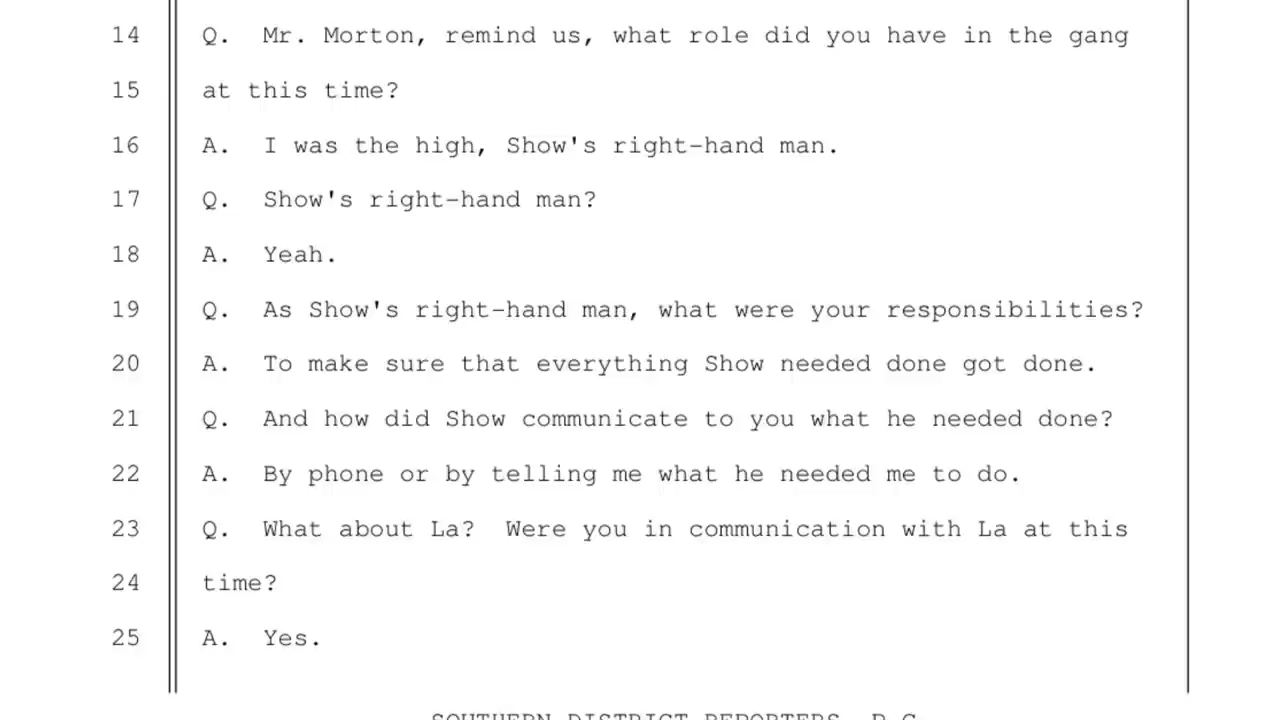 14 Q. Mr. Morton, remind us, what role did you have in the gang
15 at this time?
16 A. I was the high, Show's right-hand man.
17 Q. Show's right-hand man?
18 A. Yeah.
19 Q. As Show's right-hand man, what were your responsibilities?
20 A. To make sure that everything Show needed done got done.
21 Q. And how did Show communicate to you what he needed done?
22 A. By phone or by telling me what he needed me to do.
23 Q. What about La? Were you in communication with La at this
24 time?
25 A. Yes.
SOUTHERN DISTRICT REPORTERS, P.C.